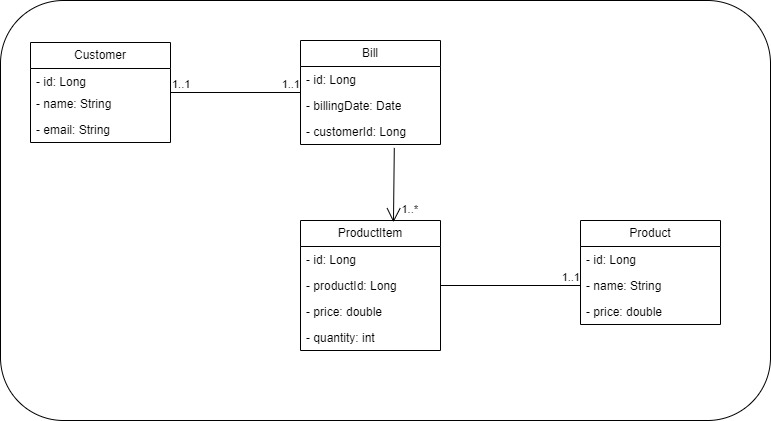 Customer
- id: Long
- name: String
- email: String
1..1
1..1
Bill
- id: Long
- billingDate: Date
- customerId: Long
1..*
ProductItem
- id: Long
- productId: Long
- price: double
- quantity: int
1..1
Product
- id: Long
- name: String
- price: double